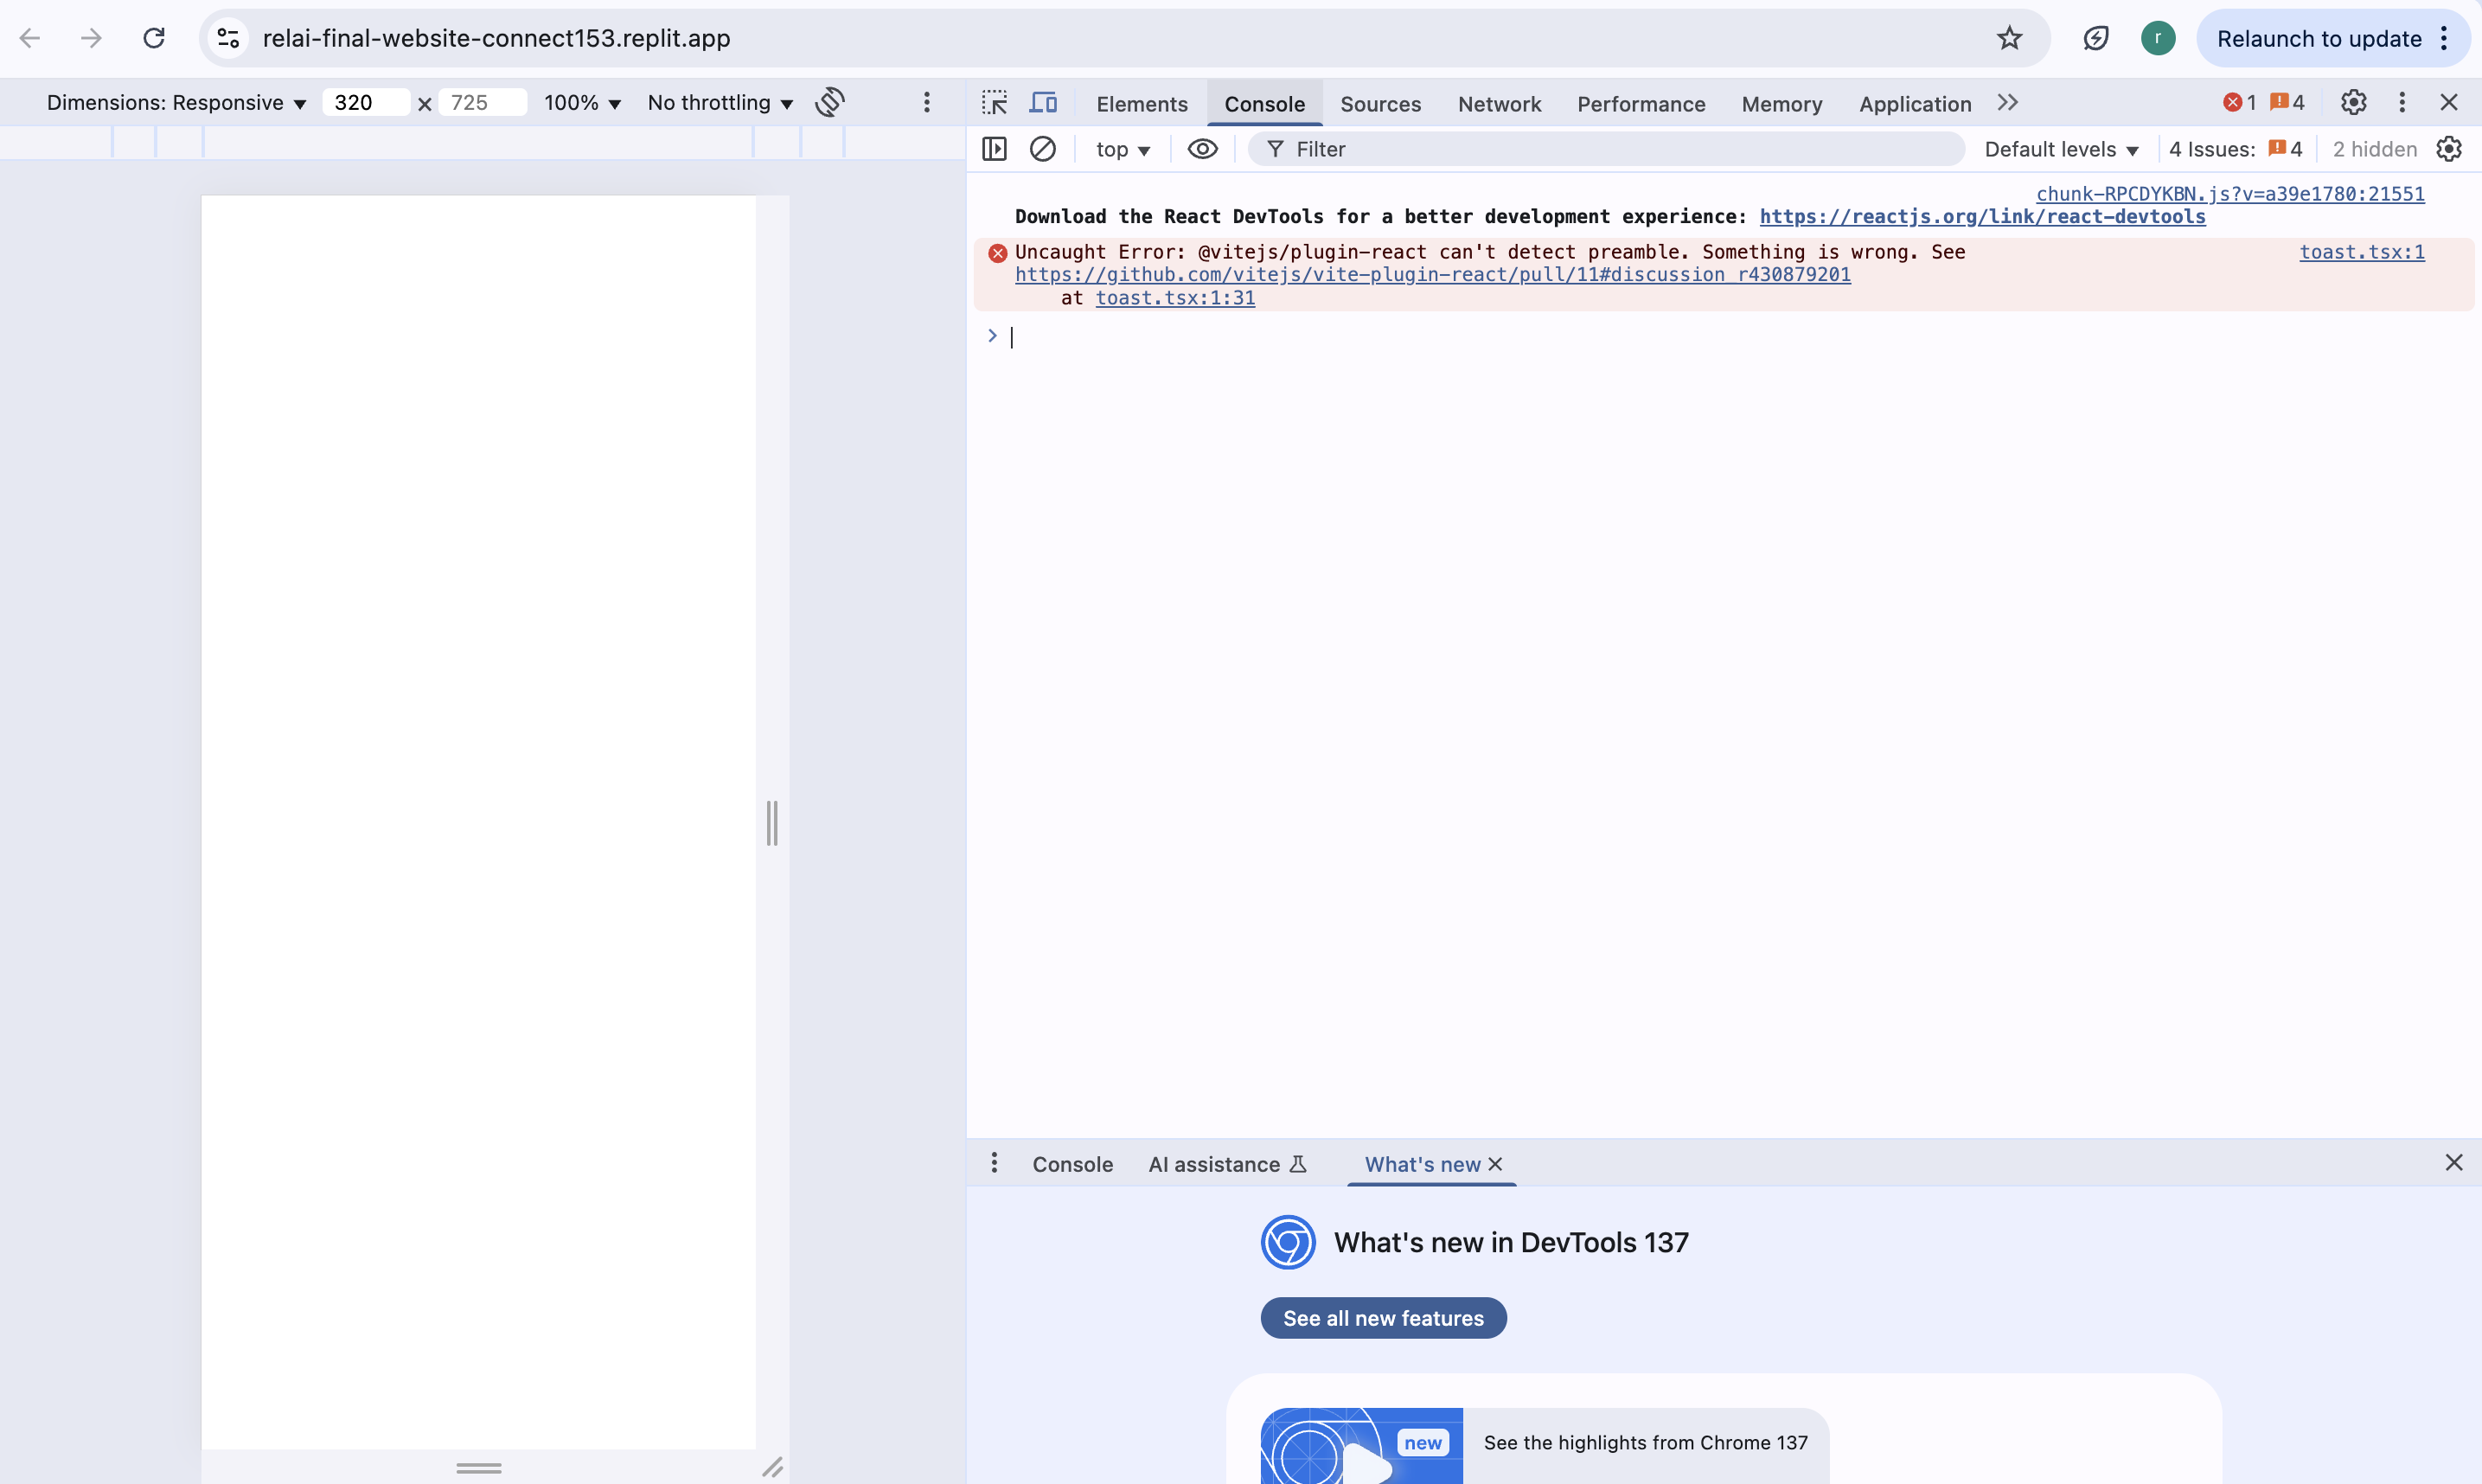 relai-final-website-connect153.replit.app
r
Relaunch to update
Dimensions: Responsive
320
x
725
100%
No throttling
Elements
Console
Sources
Network
Performance
Memory
Application
1
4
top
Filter
Default levels
4 Issues:
4
2 hidden
chunk-RPCDYKBN.js?v=a39e1780:21551
Download the React DevTools for a better development experience: https://reactjs.org/link/react-devtools
Uncaught Error: @vitejs/plugin-react can't detect preamble. Something is wrong. See
toast.tsx:1
https://github.com/vitejs/vite-plugin-react/pull/11#discussion_r430879201
at toast.tsx:1:31
Console
AI assistance
What's new
What's new in DevTools 137
See all new features
new
See the highlights from Chrome 137